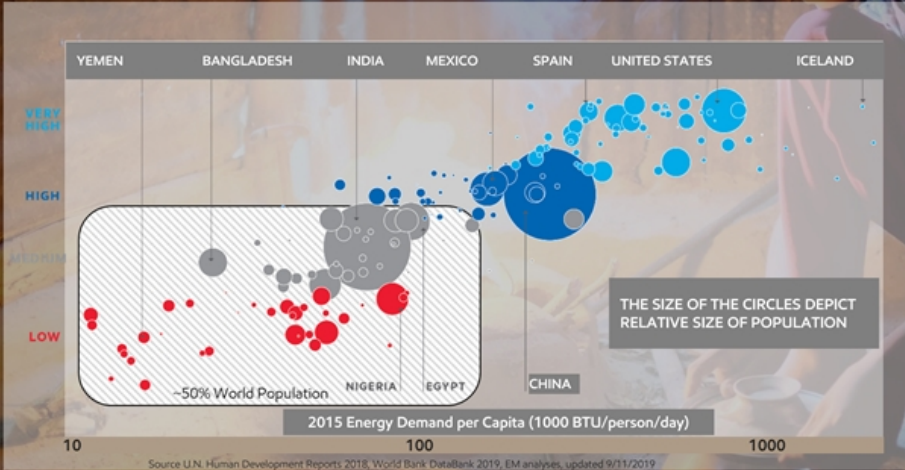 YEMEN BANGLADESH INDIA MEXICO SPAIN UNITED STATES ICELAND
VERY
HIGH
HIGH
MEDIUM
THE SIZE OF THE CIRCLES DEPICT
RELATIVE SIZE OF POPULATION
LOW
~50% World Population NIGERIA EGYPT CHINA
2015 Energy Demand per Capita (1000 BTU/person/day)
10 100 1000
Source U.N. Human Development Reports 2018, World Bank DataBank 2019, EM analyses, updated 9/11/2019